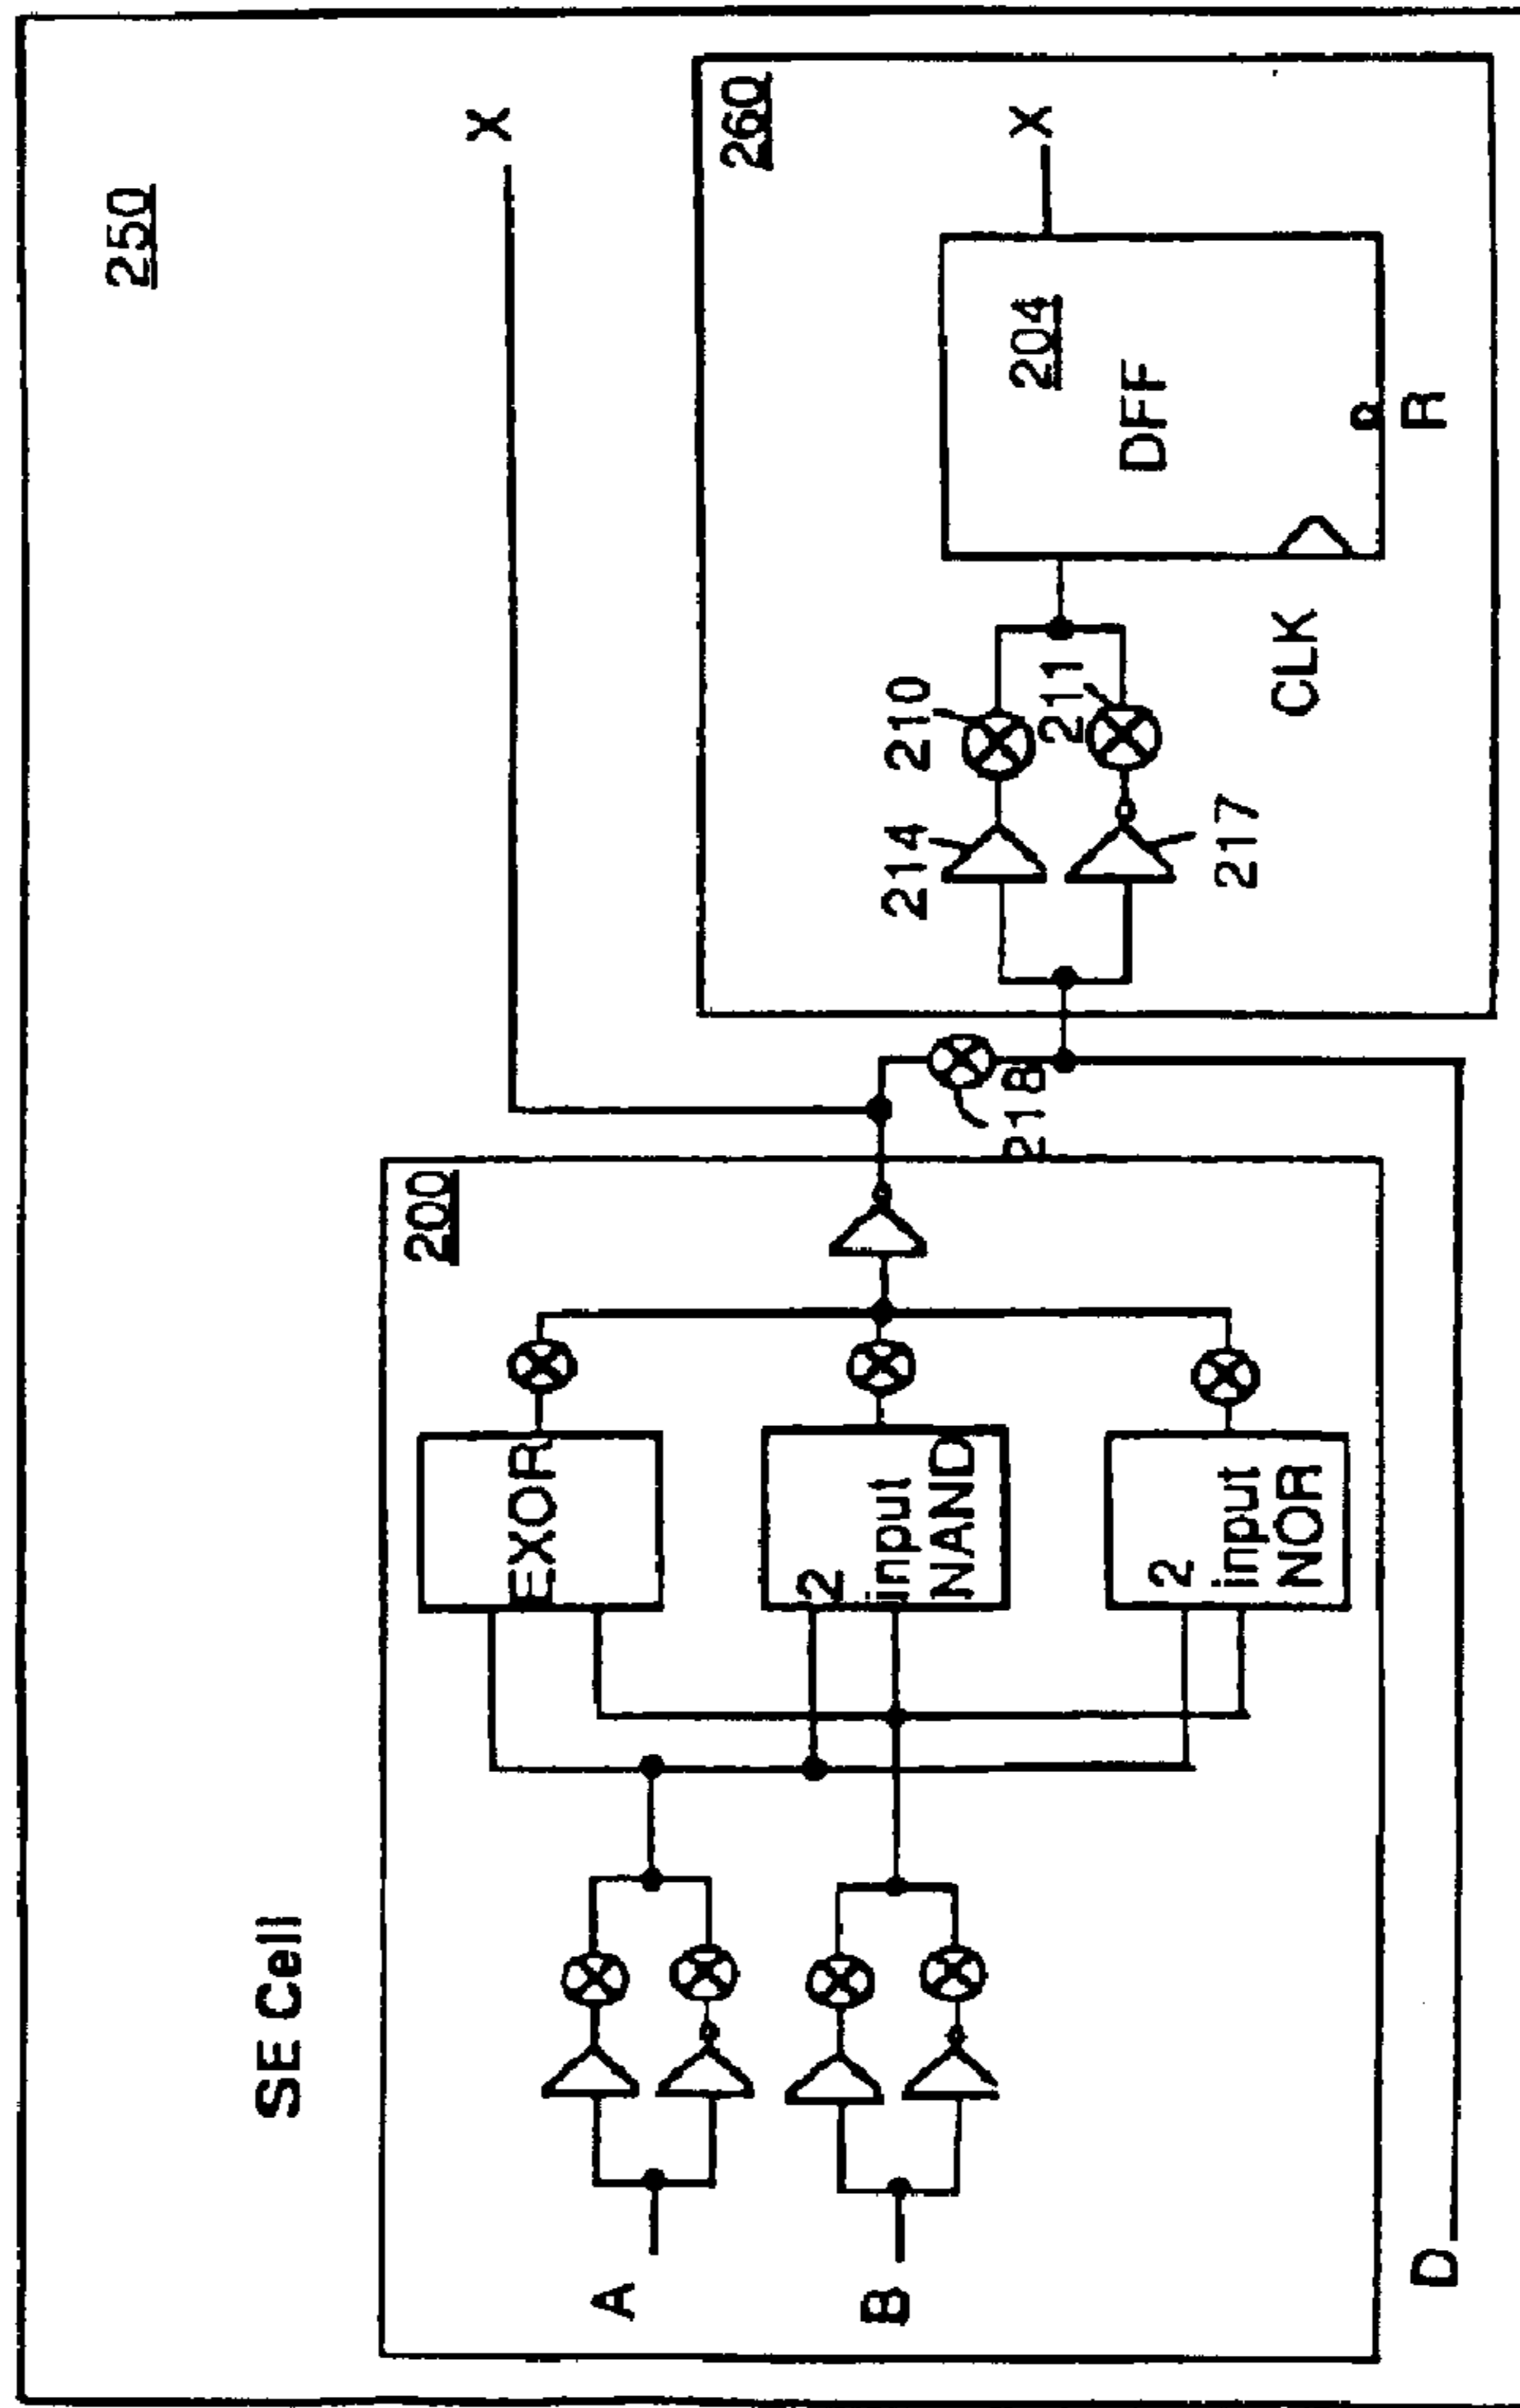 250
SE Cell
X
200
260
A
B
EXOR
2
input
NAND
2
input
NOR
218
214
210
211
217
204
DFF
X
CLK
R
D